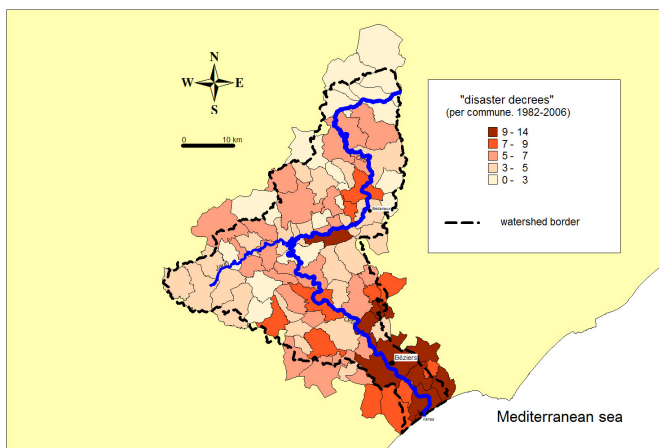 N
W E
S
0 10 km
"disaster decrees"
(per commune. 1982-2006)
9 - 14
7 - 9
5 - 7
3 - 5
0 - 3
watershed border
Béziers
Mediterranean sea